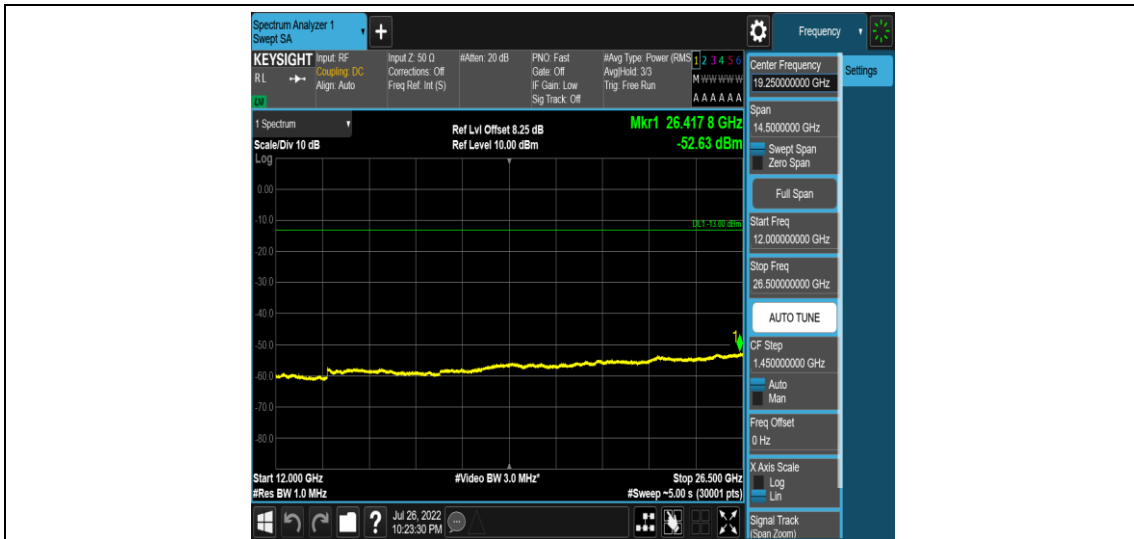 Spectrum Analyzer 1
Swept SA
Frequency
KEYSIGHT
RL
LM
Input: RF
Coupling: DC
Align: Auto
Input Z: 50 Ω
Corrections: Off
Freq Ref: Int (S)
#Atten: 20 dB
PNO: Fast
Gate: Off
IF Gain: Low
Sig Track: Off
#Avg Type: Power (RMS
Avg|Hold: 3/3
Trig: Free Run
1 2 3 4 5 6
M W W W W W
A A A A A A
Center Frequency
19.250000000 GHz
Settings
1 Spectrum
Scale/Div 10 dB
Ref Lvl Offset 8.25 dB
Ref Level 10.00 dBm
Mkr1 26.417 8 GHz
-52.63 dBm
Log
0.00
-10.0
-20.0
-30.0
-40.0
-50.0
-60.0
-70.0
-80.0
DL1 -13.00 dBm
1
Start 12.000 GHz
#Res BW 1.0 MHz
#Video BW 3.0 MHz*
Stop 26.500 GHz
#Sweep ~5.00 s (30001 pts)
Span
14.5000000 GHz
Swept Span
Zero Span
Full Span
Start Freq
12.000000000 GHz
Stop Freq
26.500000000 GHz
AUTO TUNE
CF Step
1.450000000 GHz
Auto
Man
Freq Offset
0 Hz
X Axis Scale
Log
Lin
Signal Track
(Span Zoom)
Jul 26, 2022
10:23:30 PM